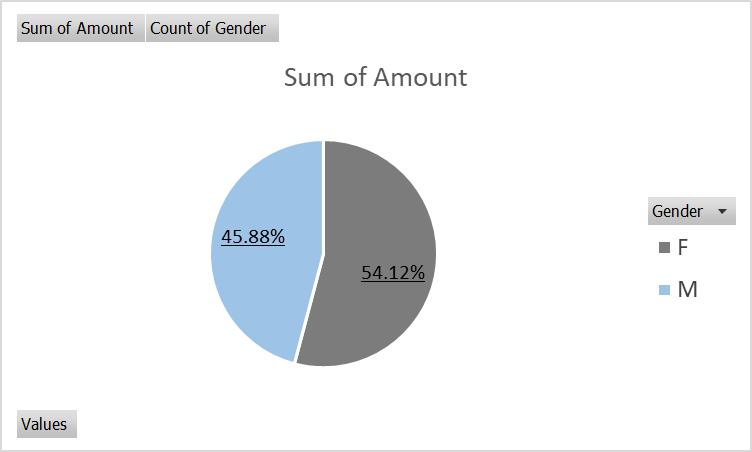 Sum of Amount Count of Gender
Sum of Amount
45.88%
54.12%
Gender
F
M
Values